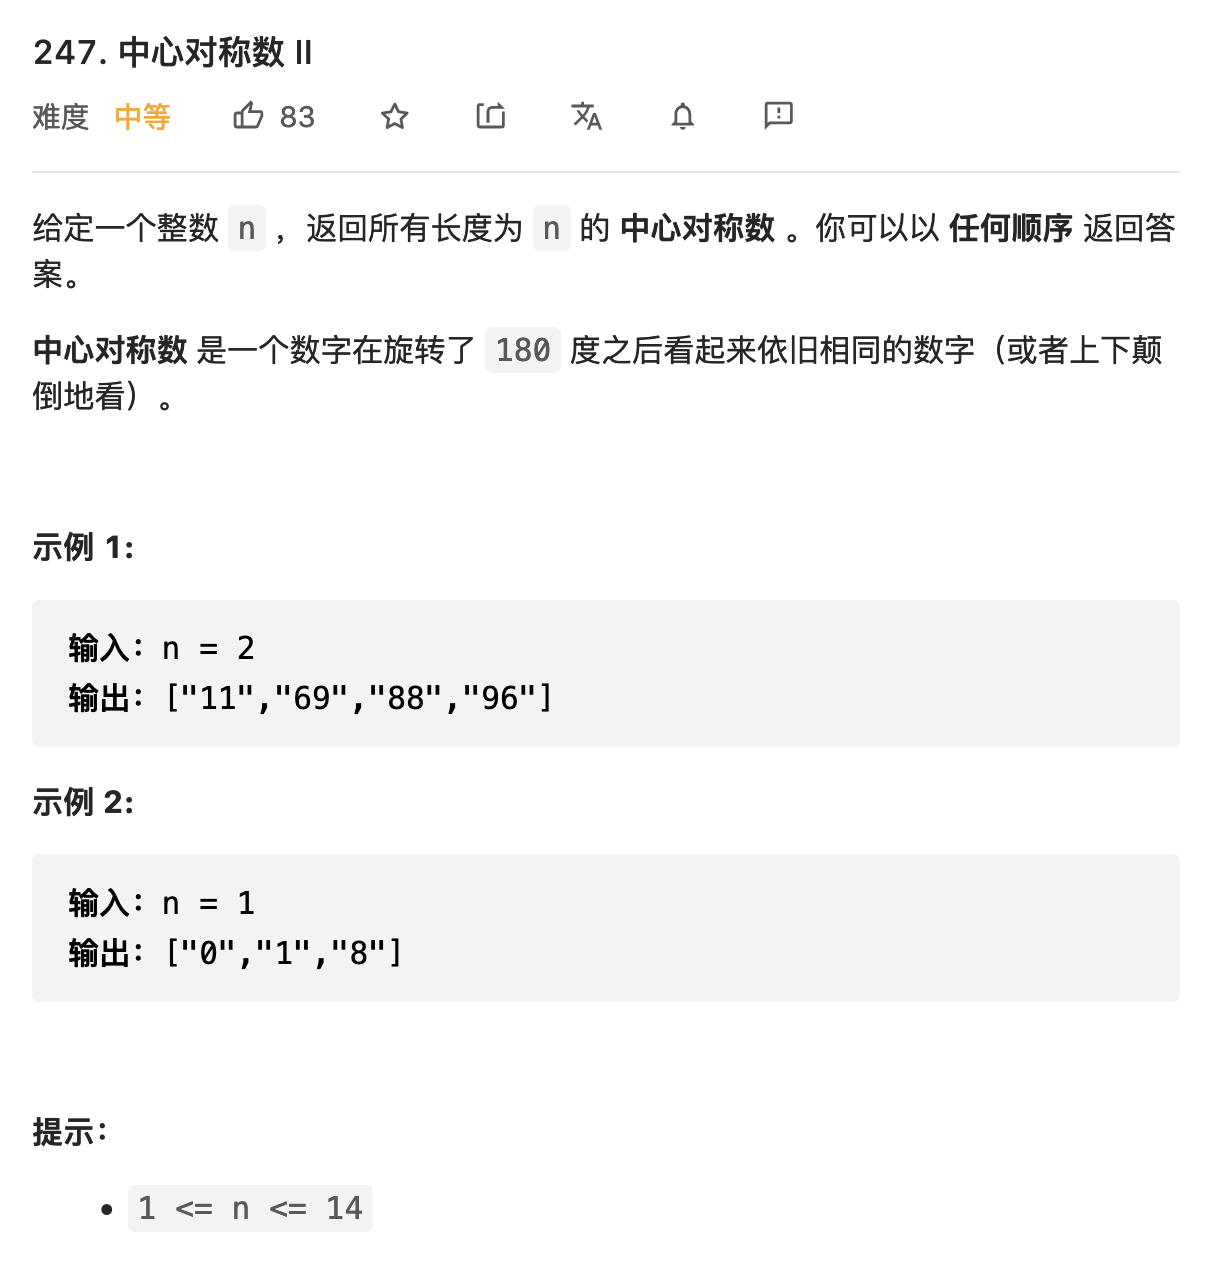 247. 中心对称数 II
难度 中等 83
给定一个整数 n ，返回所有长度为 n 的 中心对称数 。你可以以 任何顺序 返回答
案。
中心对称数 是一个数字在旋转了 180 度之后看起来依旧相同的数字（或者上下颠
倒地看）。
示例 1:
输入：n = 2
输出：["11","69","88","96"]
示例 2:
输入：n = 1
输出：["0","1","8"]
提示：
1 <= n <= 14